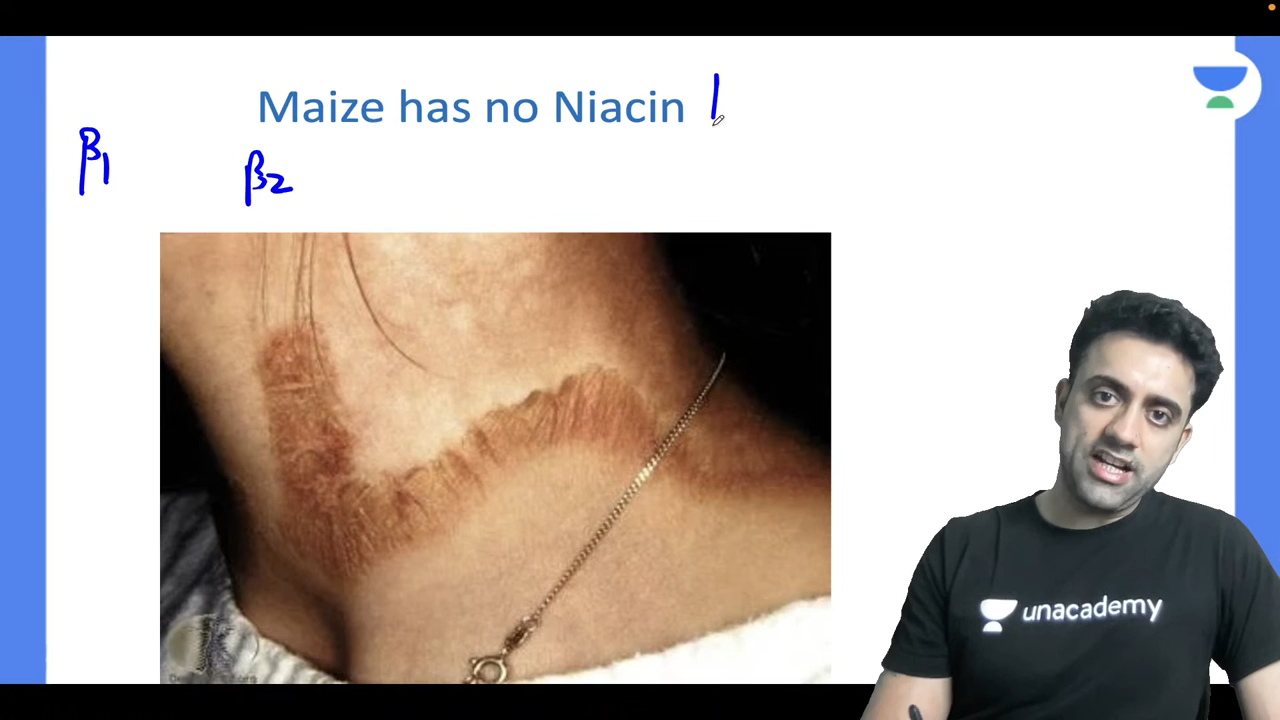 Maize has no Niacin
β1
β2
unacademy